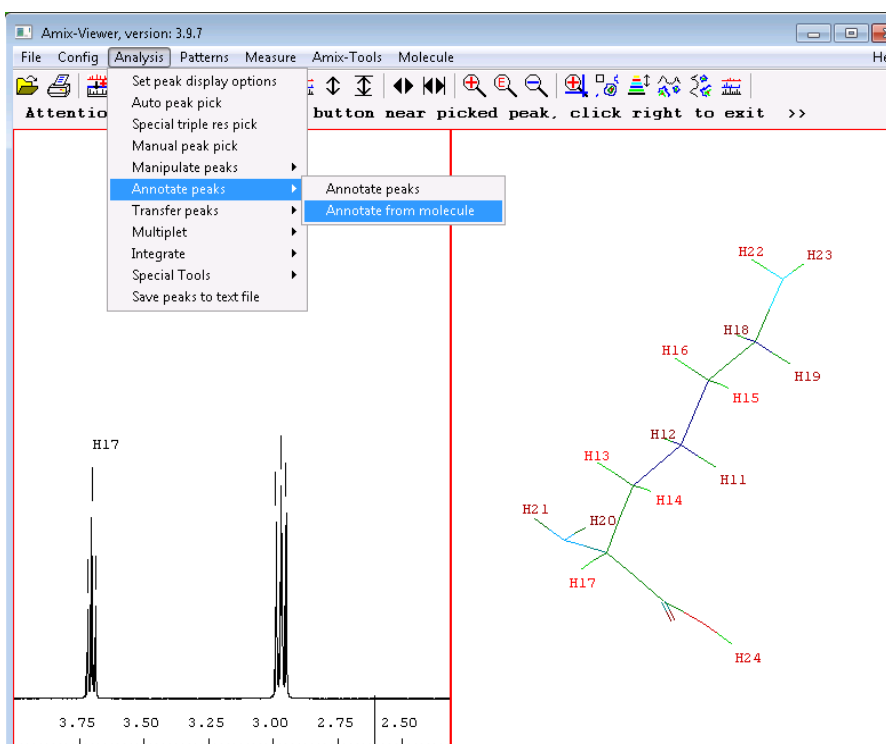 Amix-Viewer, version: 3.9.7
File Config Analysis Patterns Measure Amix-Tools Molecule He
Attentio button near picked peak, click right to exit >>
Set peak display options
Auto peak pick
Special triple res pick
Manual peak pick
Manipulate peaks
Annotate peaks
Transfer peaks
Multiplet
Integrate
Special Tools
Save peaks to text file
Annotate peaks
Annotate from molecule
H22 H23
H18
H16
H19
H15
H12
H17
H13
H11
H14
H21
H20
H17
H24
3.75 3.50 3.25 3.00 2.75 2.50